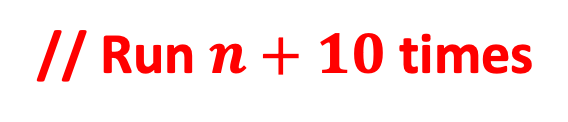 // Run n + 10 times